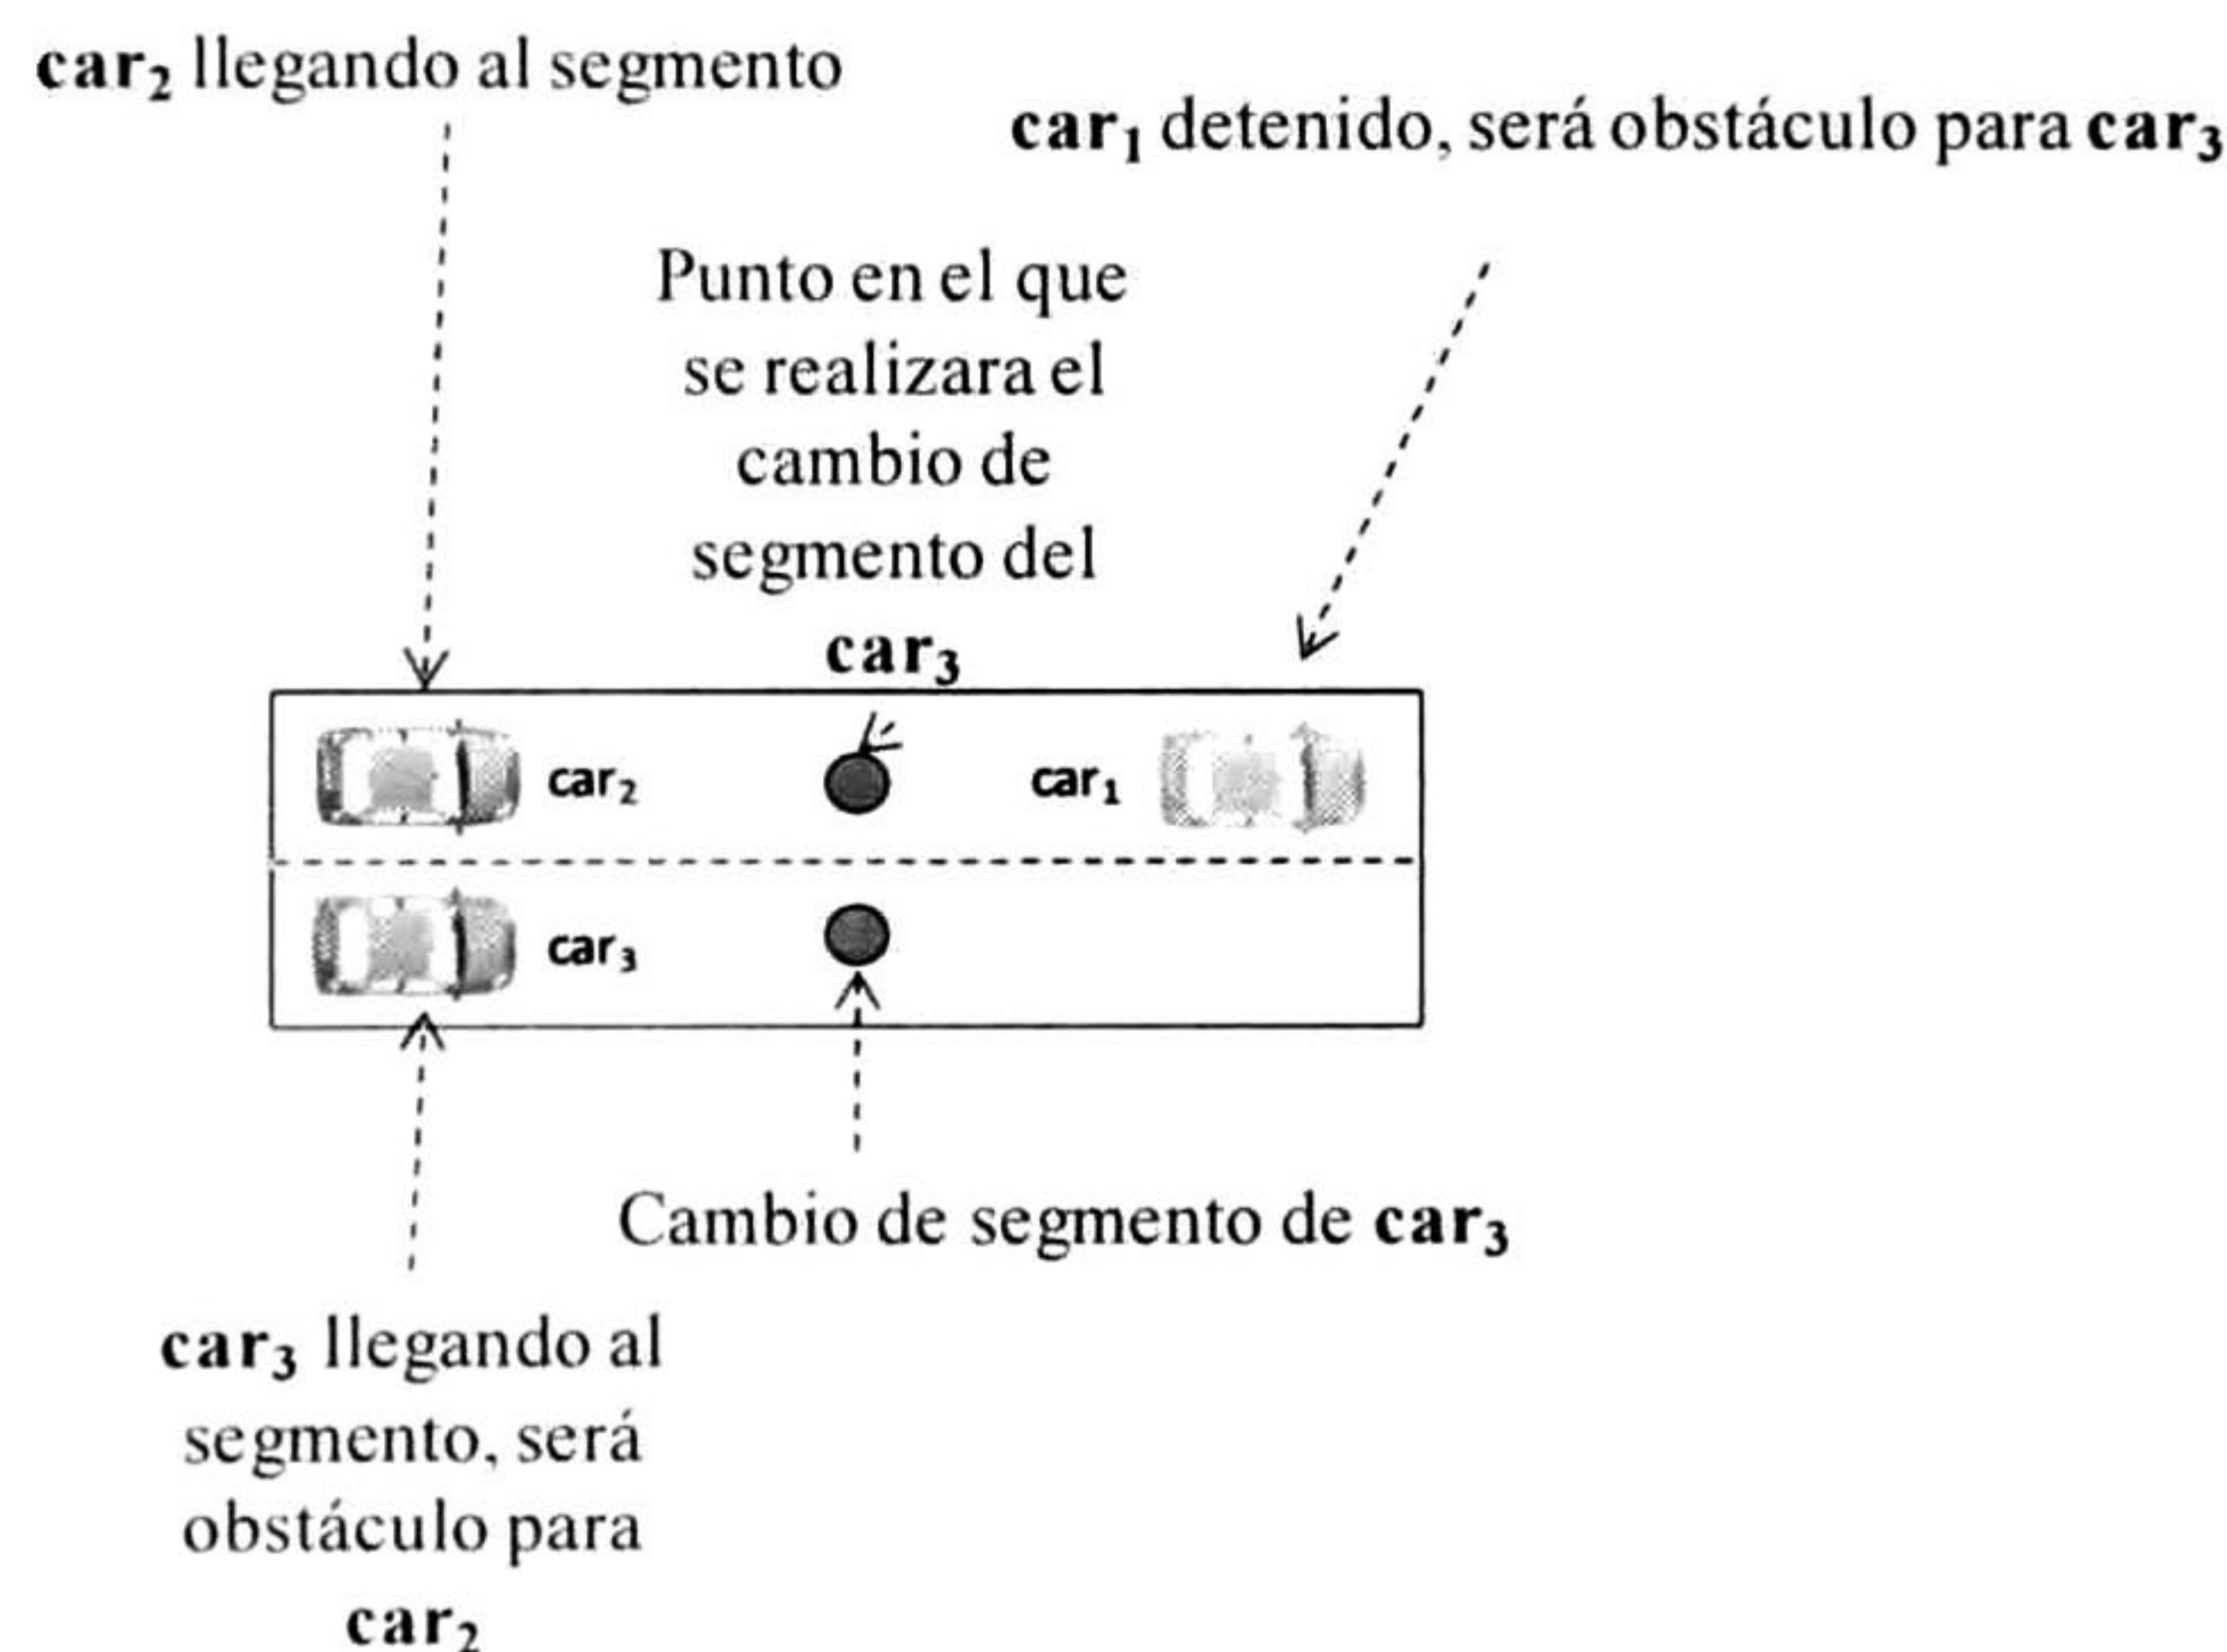 car₂ llegando al segmento
car₁ detenido, será obstáculo para car₃
Punto en el que
se realizara el
cambio de
segmento del
car₃
car₂
car₁
car₃
Cambio de segmento de car₃
car₃ llegando al
segmento, será
obstáculo para
car₂